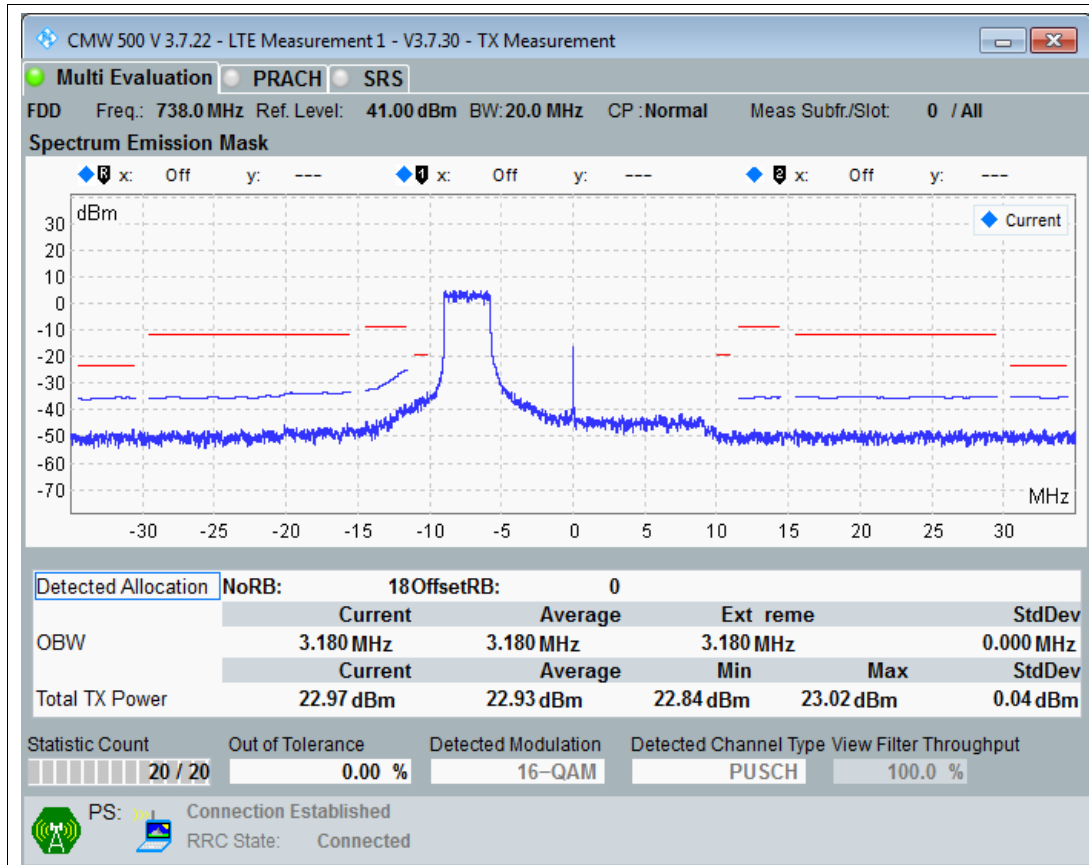 CMW 500 V 3.7.22 - LTE Measurement 1 - V3.7.30 - TX Measurement
Multi Evaluation PRACH SRS
FDD Freq.: 738.0 MHz Ref. Level: 41.00 dBm BW: 20.0 MHz CP : Normal Meas Subfr./Slot: 0 / All
Spectrum Emission Mask
R x: Off y: --- 1 x: Off y: --- 2 x: Off y: ---
dBm
Current
30
20
10
0
-10
-20
-30
-40
-50
-60
-70
MHz
-30 -25 -20 -15 -10 -5 0 5 10 15 20 25 30
Detected Allocation NoRB: 18 OffsetRB: 0
Current Average Ext reme StdDev
OBW 3.180 MHz 3.180 MHz 3.180 MHz 0.000 MHz
Current Average Min Max StdDev
Total TX Power 22.97 dBm 22.93 dBm 22.84 dBm 23.02 dBm 0.04 dBm
Statistic Count Out of Tolerance Detected Modulation Detected Channel Type View Filter Throughput
20 / 20 0.00 % 16-QAM PUSCH 100.0 %
PS: Connection Established
RRC State: Connected